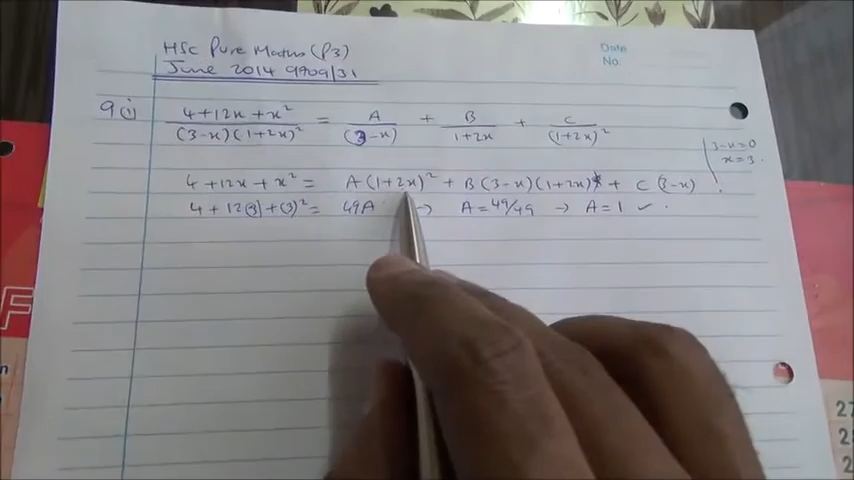 HSC Pure Maths (P3)
June 2014 9709/31
Date
No.
9(i) (4+12x+x²)/((3-x)(1+2x)²) = A/(3-x) + B/(1+2x) + C/(1+2x)²
3-x=0
x=3.
4+12x+x² = A(1+2x)² + B(3-x)(1+2x) + C(3-x)
4+12(3)+(3)² = 49A → A=49/49 → A=1 ✓.